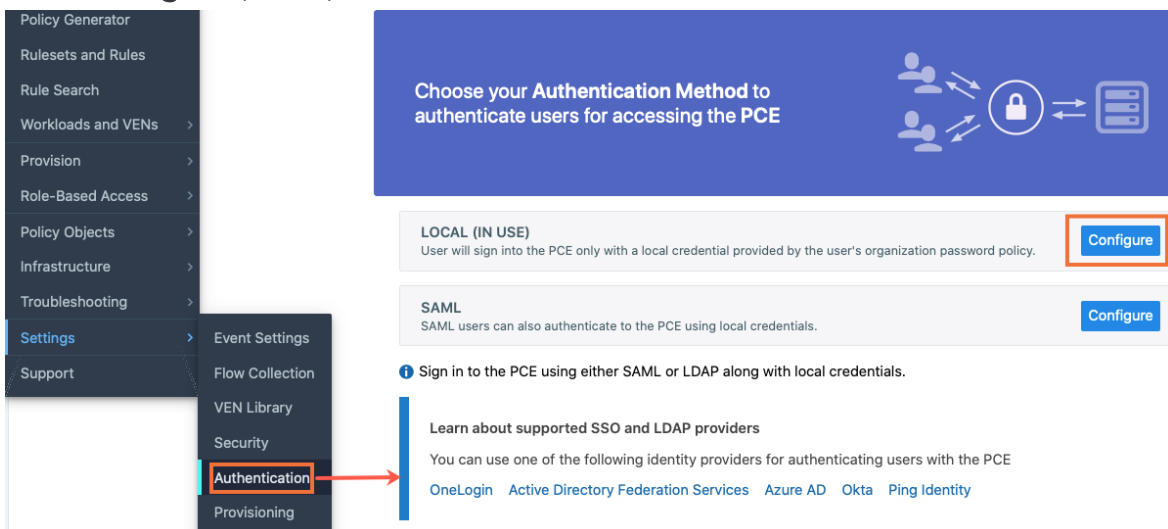 Policy Generator
Rulesets and Rules
Rule Search
Workloads and VENs
Provision
Role-Based Access
Policy Objects
Infrastructure
Troubleshooting
Settings
Support
Event Settings
Flow Collection
VEN Library
Security
Authentication
Provisioning
Choose your Authentication Method to
authenticate users for accessing the PCE
LOCAL (IN USE)
User will sign into the PCE only with a local credential provided by the user's organization password policy.
Configure
SAML
SAML users can also authenticate to the PCE using local credentials.
Configure
Sign in to the PCE using either SAML or LDAP along with local credentials.
Learn about supported SSO and LDAP providers
You can use one of the following identity providers for authenticating users with the PCE
OneLogin Active Directory Federation Services Azure AD Okta Ping Identity